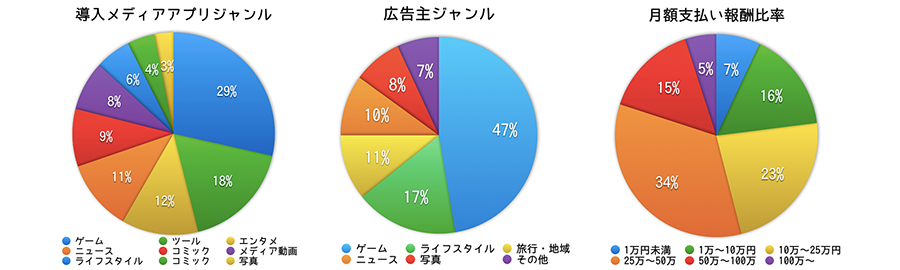 導入メディアアプリジャンル
29%
18%
12%
11%
9%
8%
6%
4%
3%
ゲーム ツール エンタメ
ニュース コミック メディア動画
ライフスタイル コミック 写真
広告主ジャンル
47%
17%
11%
10%
8%
7%
ゲーム ライフスタイル 旅行・地域
ニュース 写真 その他
月額支払い報酬比率
7%
16%
23%
34%
15%
5%
1万円未満 1万〜10万円 10万〜25万円
25万〜50万 50万〜100万 100万〜